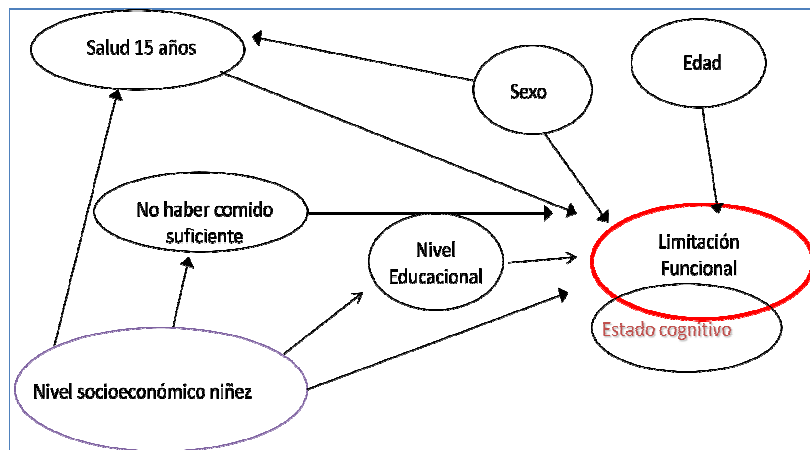 Salud 15 años
Sexo
Edad
No haber comido
suficiente
Nivel
Educacional
Limitación
Funcional
Estado cognitivo
Nivel socioeconómico niñez